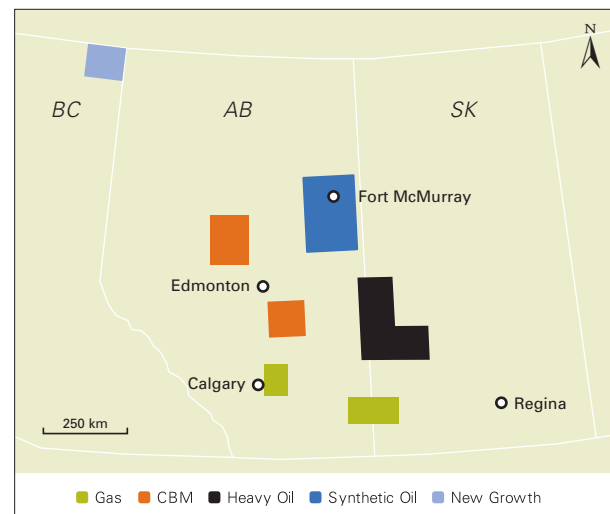 N
BC
AB
SK
Fort McMurray
Edmonton
Calgary
Regina
250 km
Gas CBM Heavy Oil Synthetic Oil New Growth